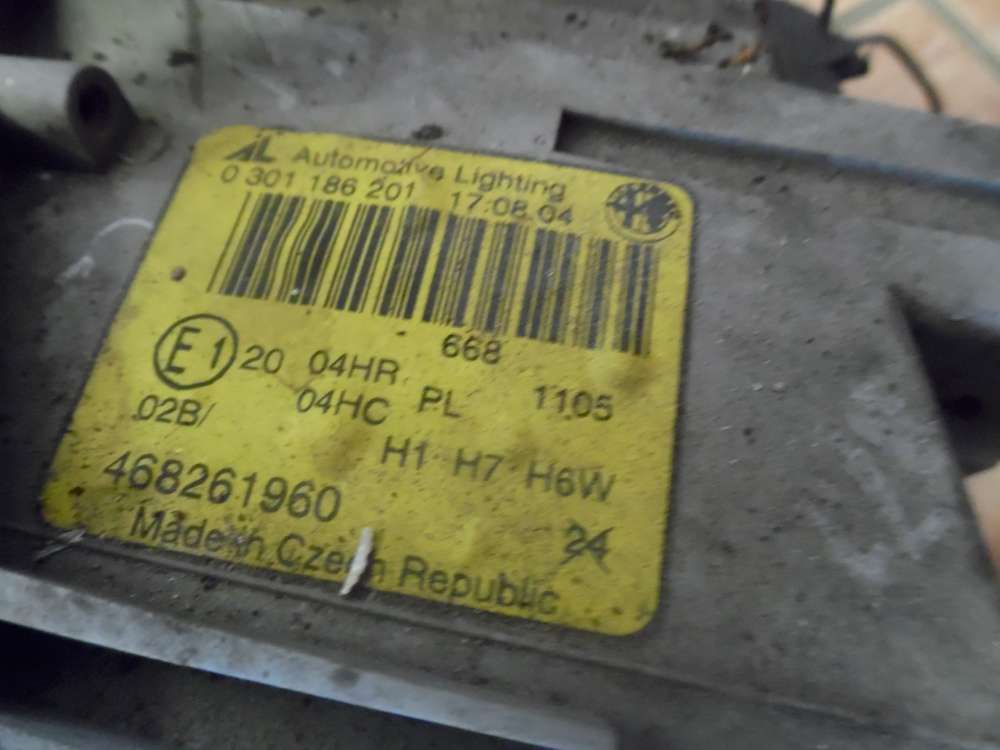 AL Automotive Lighting
0 301 186 201 17.08.04
668
E1 20 04HR PL 1105
02B/ 04HC
H1 H7 H6W
468261960
24
Made in Czech Republic